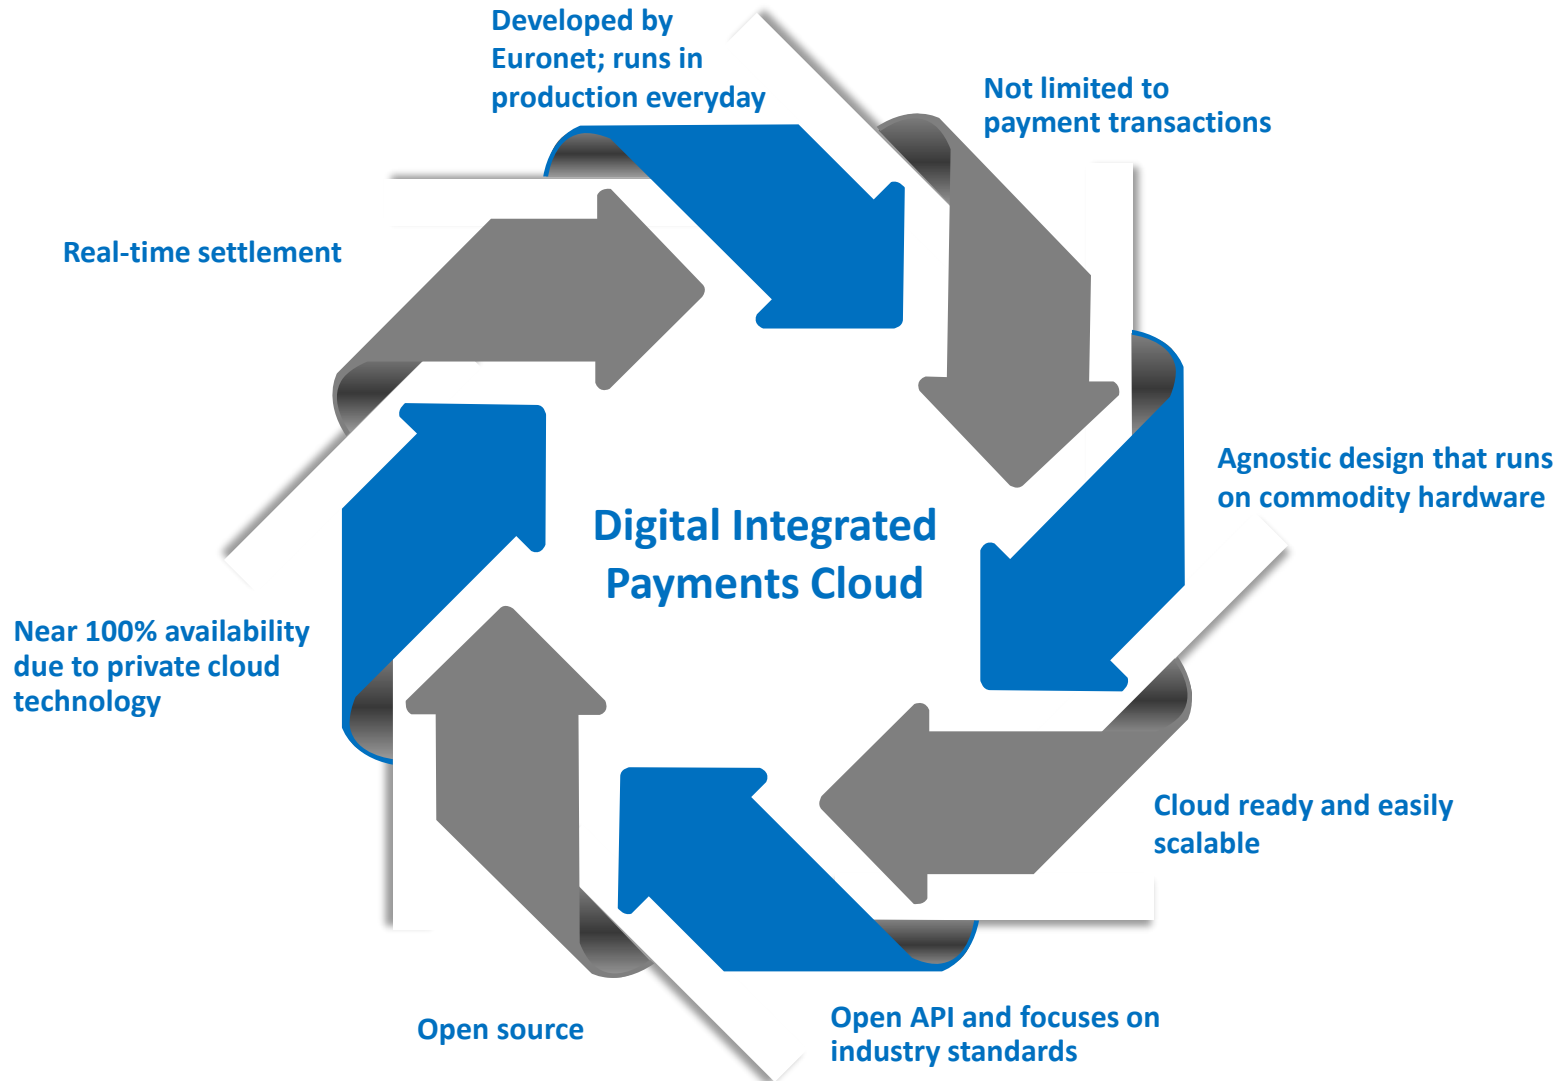 Developed by
Euronet; runs in
production everyday
Not limited to
payment transactions
Real-time settlement
Agnostic design that runs
on commodity hardware
Digital Integrated
Payments Cloud
Near 100% availability
due to private cloud
technology
Cloud ready and easily
scalable
Open source
Open API and focuses on
industry standards